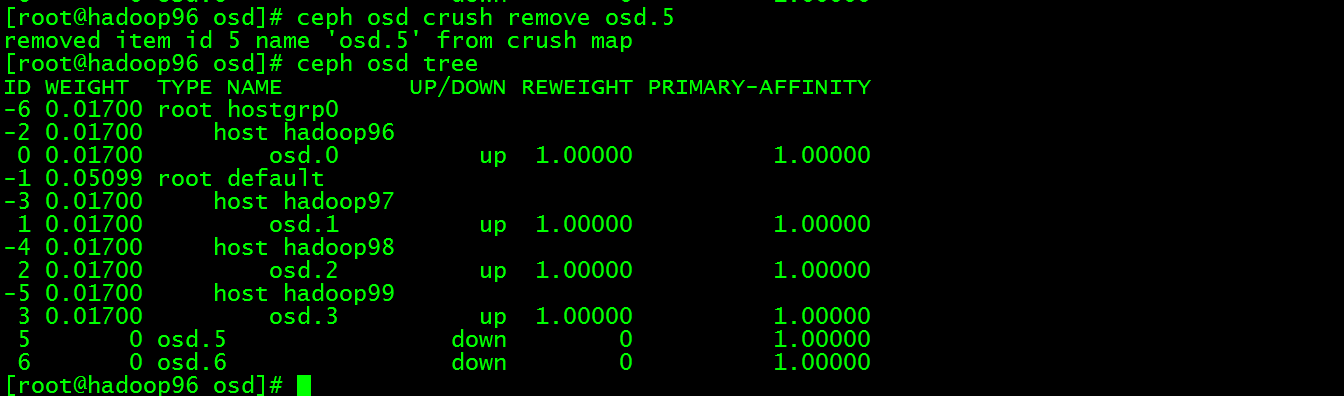 [root@hadoop96 osd]# ceph osd crush remove osd.5
removed item id 5 name 'osd.5' from crush map
[root@hadoop96 osd]# ceph osd tree
ID WEIGHT  TYPE NAME         UP/DOWN REWEIGHT PRIMARY-AFFINITY
-6 0.01700 root hostgrp0
-2 0.01700     host hadoop96
 0 0.01700         osd.0          up  1.00000          1.00000
-1 0.05099 root default
-3 0.01700     host hadoop97
 1 0.01700         osd.1          up  1.00000          1.00000
-4 0.01700     host hadoop98
 2 0.01700         osd.2          up  1.00000          1.00000
-5 0.01700     host hadoop99
 3 0.01700         osd.3          up  1.00000          1.00000
 5       0 osd.5                down        0          1.00000
 6       0 osd.6                down        0          1.00000
[root@hadoop96 osd]#